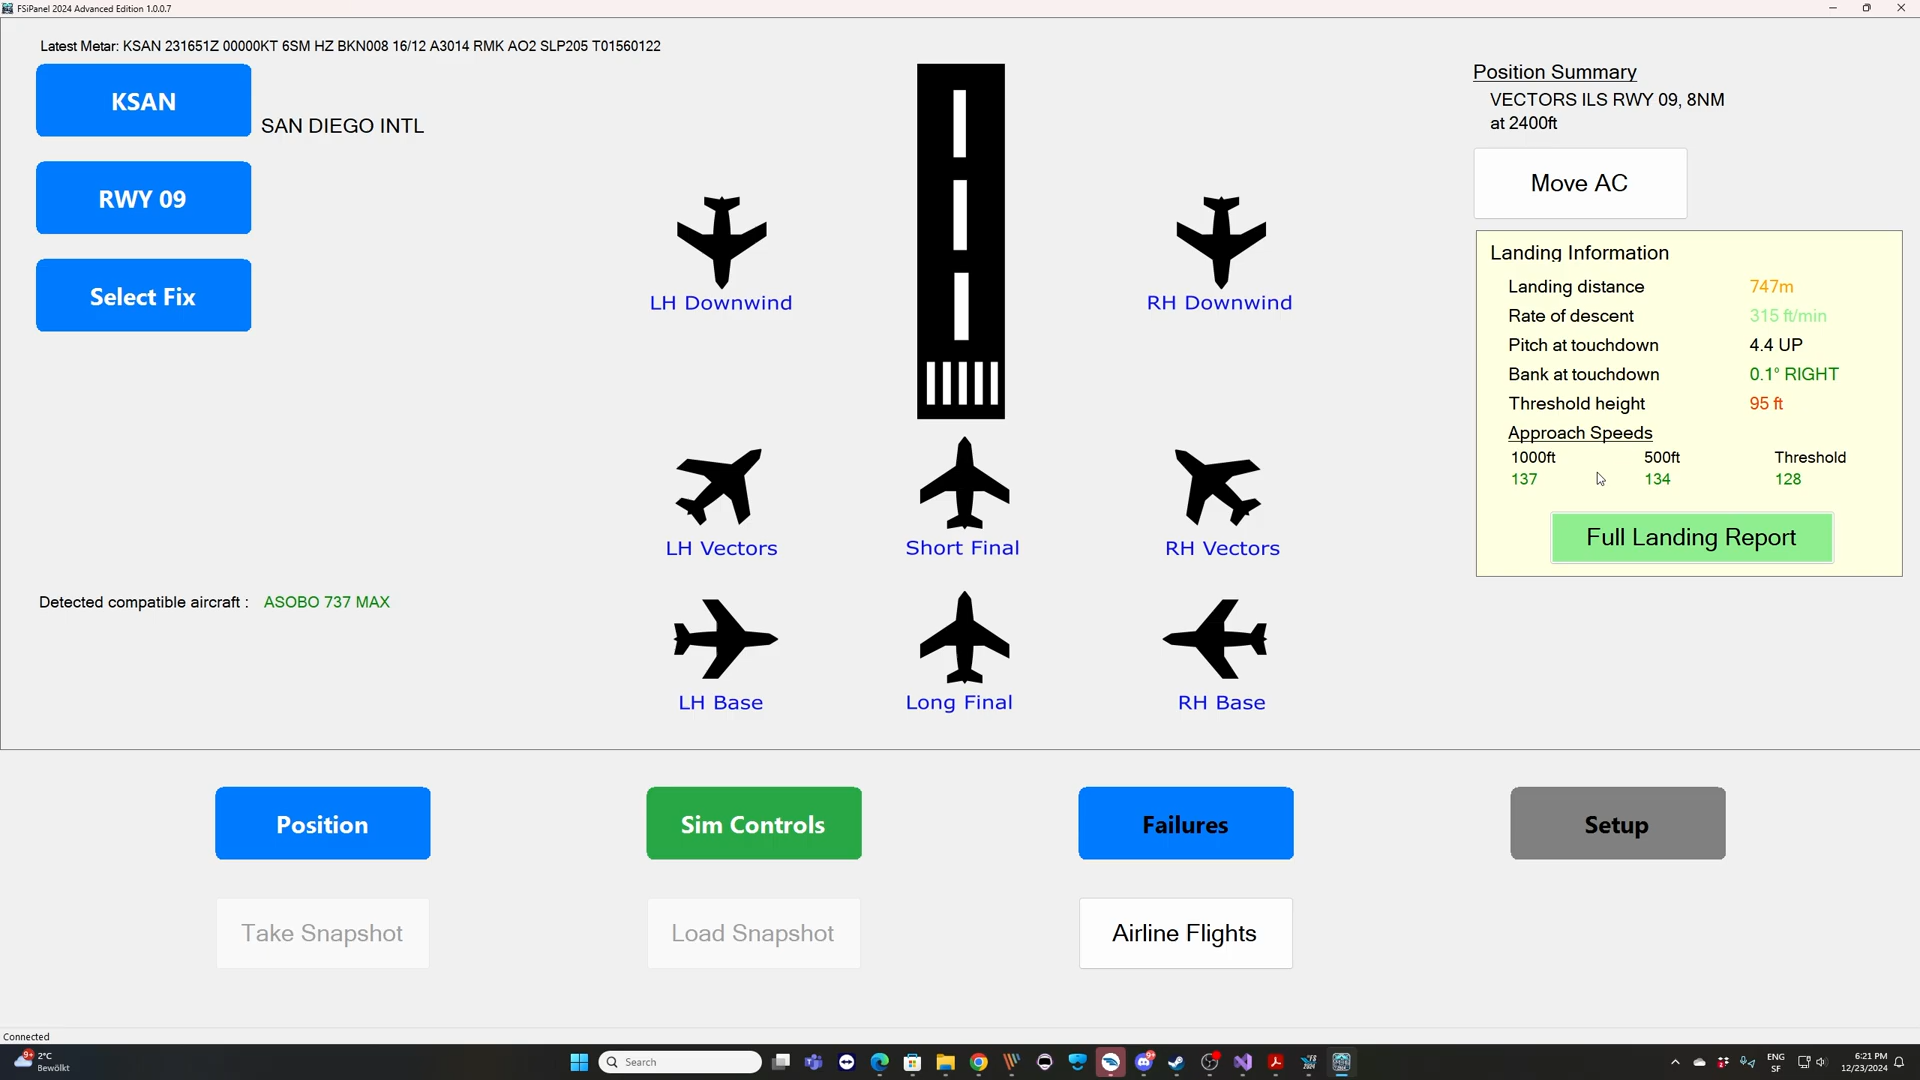 FSiPanel 2024 Advanced Edition 1.0.0.7
Latest Metar: KSAN 231651Z 00000KT 6SM HZ BKN008 16/12 A3014 RMK AO2 SLP205 T01560122
KSAN
SAN DIEGO INTL
RWY 09
Select Fix
Detected compatible aircraft : ASOBO 737 MAX
LH Downwind
RH Downwind
LH Vectors
Short Final
RH Vectors
LH Base
Long Final
RH Base
Position Summary
VECTORS ILS RWY 09, 8NM
at 2400ft
Move AC
Landing Information
Landing distance 747m
Rate of descent 315 ft/min
Pitch at touchdown 4.4 UP
Bank at touchdown 0.1° RIGHT
Threshold height 95 ft
Approach Speeds
1000ft 500ft Threshold
137 134 128
Full Landing Report
Position
Sim Controls
Failures
Setup
Take Snapshot
Load Snapshot
Airline Flights
Connected
2°C
Bewölkt
Search
ENG
SF
6:21 PM
12/23/2024